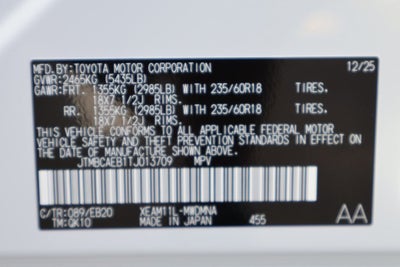 MFD.BY:TOYOTA MOTOR CORPORATION 12/25
GVWR:2465KG (5435LB)
GAWR:FRT. 1355KG (2985LB) WITH 235/60R18 TIRES.
18X7 1/2J RIMS.
RR. 1355KG (2985LB) WITH 235/60R18 TIRES.
18X7 1/2J RIMS.
THIS VEHICLE CONFORMS TO ALL APPLICABLE FEDERAL MOTOR
VEHICLE SAFETY AND THEFT PREVENTION STANDARDS IN EFFECT
ON THE DATE OF MANUFACTURE SHOWN ABOVE.
JTMBCAEB1TJ013709 MPV
C/TR:089/EB20 XEAM11L-MWDMNA
TM:QK10 MADE IN JAPAN 455 AA